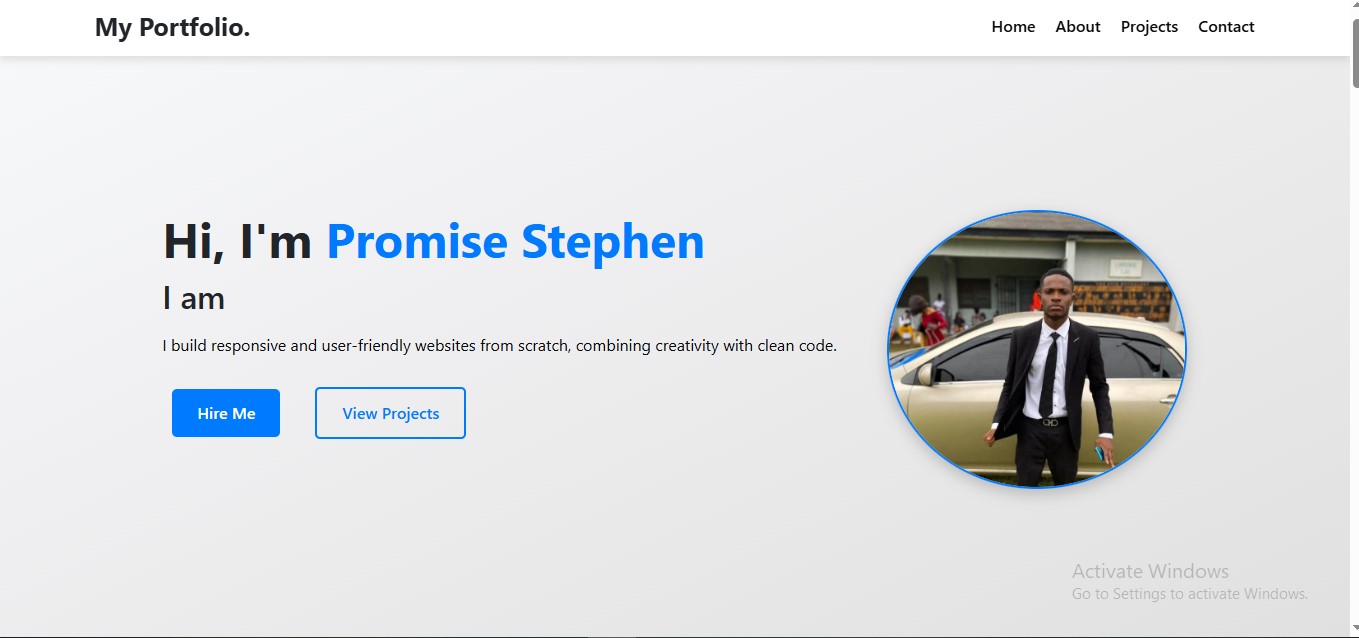 My Portfolio.
Home About Projects Contact
Hi, I'm Promise Stephen
I am
I build responsive and user-friendly websites from scratch, combining creativity with clean code.
Hire Me View Projects
Activate Windows
Go to Settings to activate Windows.